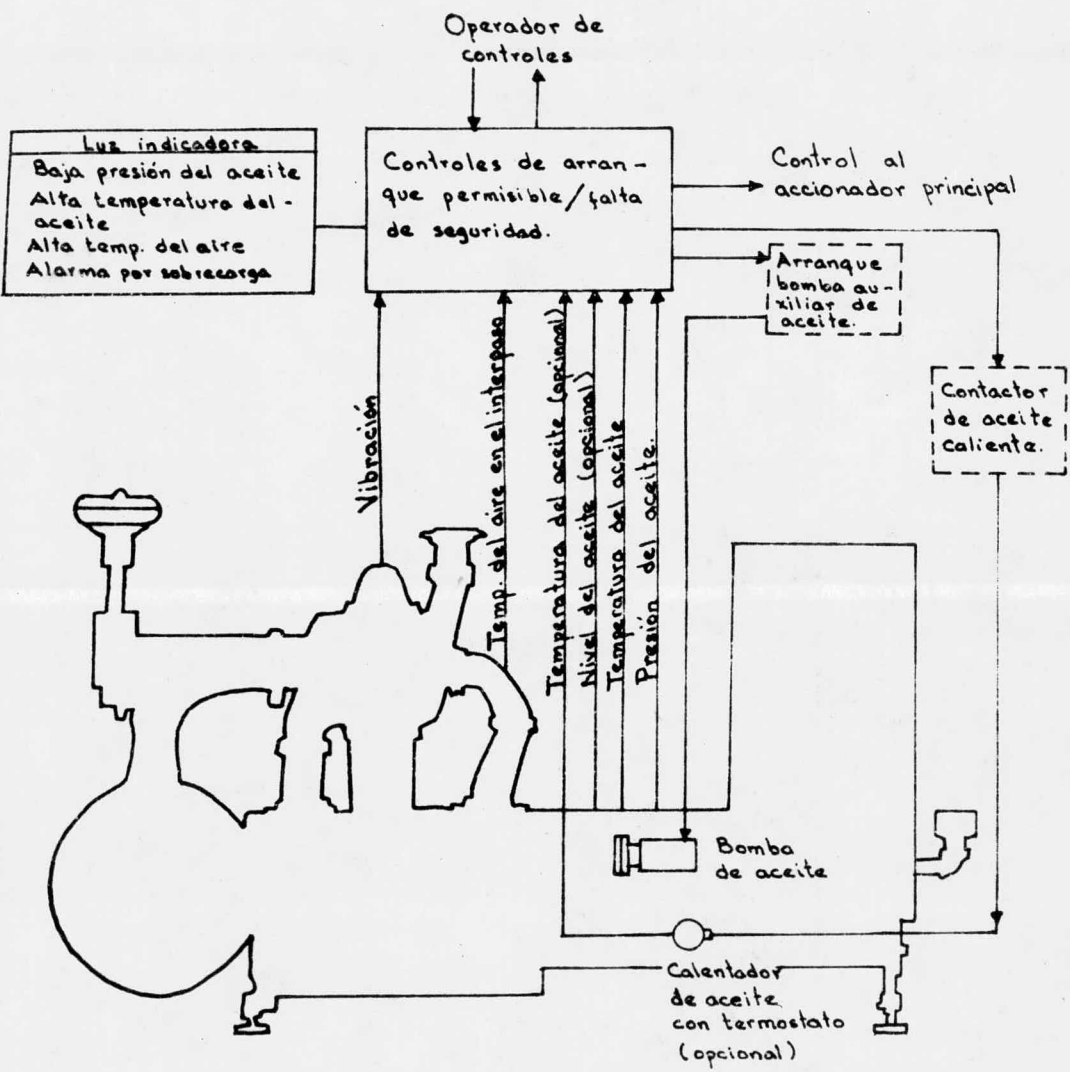 Operador de
controles
Luz indicadora
Baja presión del aceite
Alta temperatura del -
aceite
Alta temp. del aire
Alarma por sobrecarga
Controles de arran -
que permisible/falta
de seguridad.
Control al
accionador principal
Arranque
bomba au-
xiliar de
aceite.
Contactor
de aceite
caliente.
Vibración
Temp. del aire en el interpaso
Temperatura del aceite (opcional)
Nivel del aceite (opcional)
Temperatura del aceite
Presión del aceite.
Bomba
de aceite
Calentador
de aceite
con termostato
(opcional)